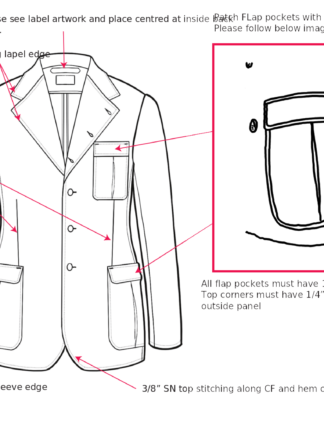 se see label artwork and place centred at inside back
Patch FLap pockets with
Please follow below imag
lapel edge
All flap pockets must have
Top corners must have 1/4"
outside panel
eeve edge
3/8" SN top stitching along CF and hem